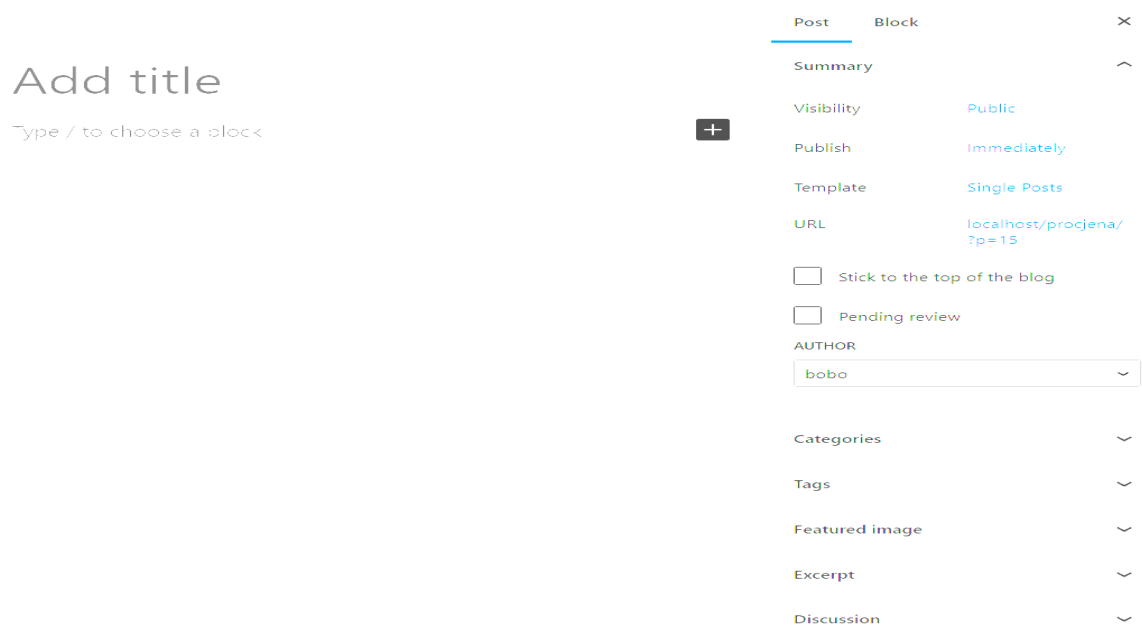 Post
Block
Summary
Add title
Type / to choose a block
Visibility
Public
Publish
Immediately
Template
Single Posts
URL
localhost/procjena/
?p=15
Stick to the top of the blog
Pending review
AUTHOR
bobo
Categories
Tags
Featured image
Excerpt
Discussion